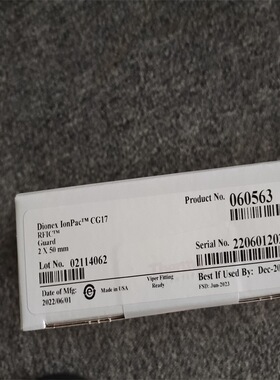 Dionex IonPac™ CG17
RFIC™
Guard
2 X 50 mm
Product No. 060563
Lot No. 02114062
Serial No.
Date of Mfg:
2022/06/01
Made in USA
Viper Fitting
Ready
Best If Used By:
FSD: Jun-2023